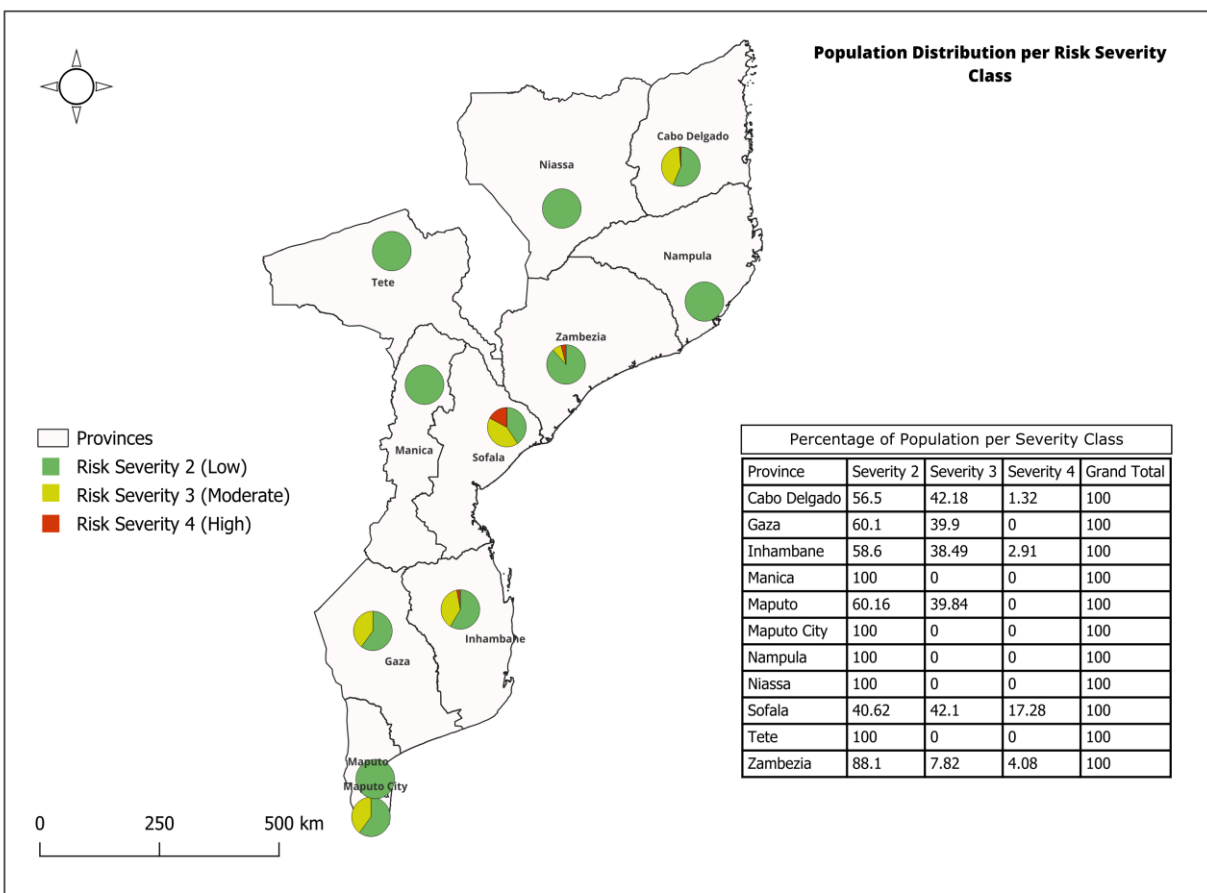 Population Distribution per Risk Severity
Class
Cabo Delgado
Niassa
Nampula
Tete
Zambezia
Manica
Sofala
Inhambane
Gaza
Maputo
Maputo City
Provinces
Risk Severity 2 (Low)
Risk Severity 3 (Moderate)
Risk Severity 4 (High)
0 250 500 km
Percentage of Population per Severity Class
Province Severity 2 Severity 3 Severity 4 Grand Total
Cabo Delgado 56.5 42.18 1.32 100
Gaza 60.1 39.9 0 100
Inhambane 58.6 38.49 2.91 100
Manica 100 0 0 100
Maputo 60.16 39.84 0 100
Maputo City 100 0 0 100
Nampula 100 0 0 100
Niassa 100 0 0 100
Sofala 40.62 42.1 17.28 100
Tete 100 0 0 100
Zambezia 88.1 7.82 4.08 100